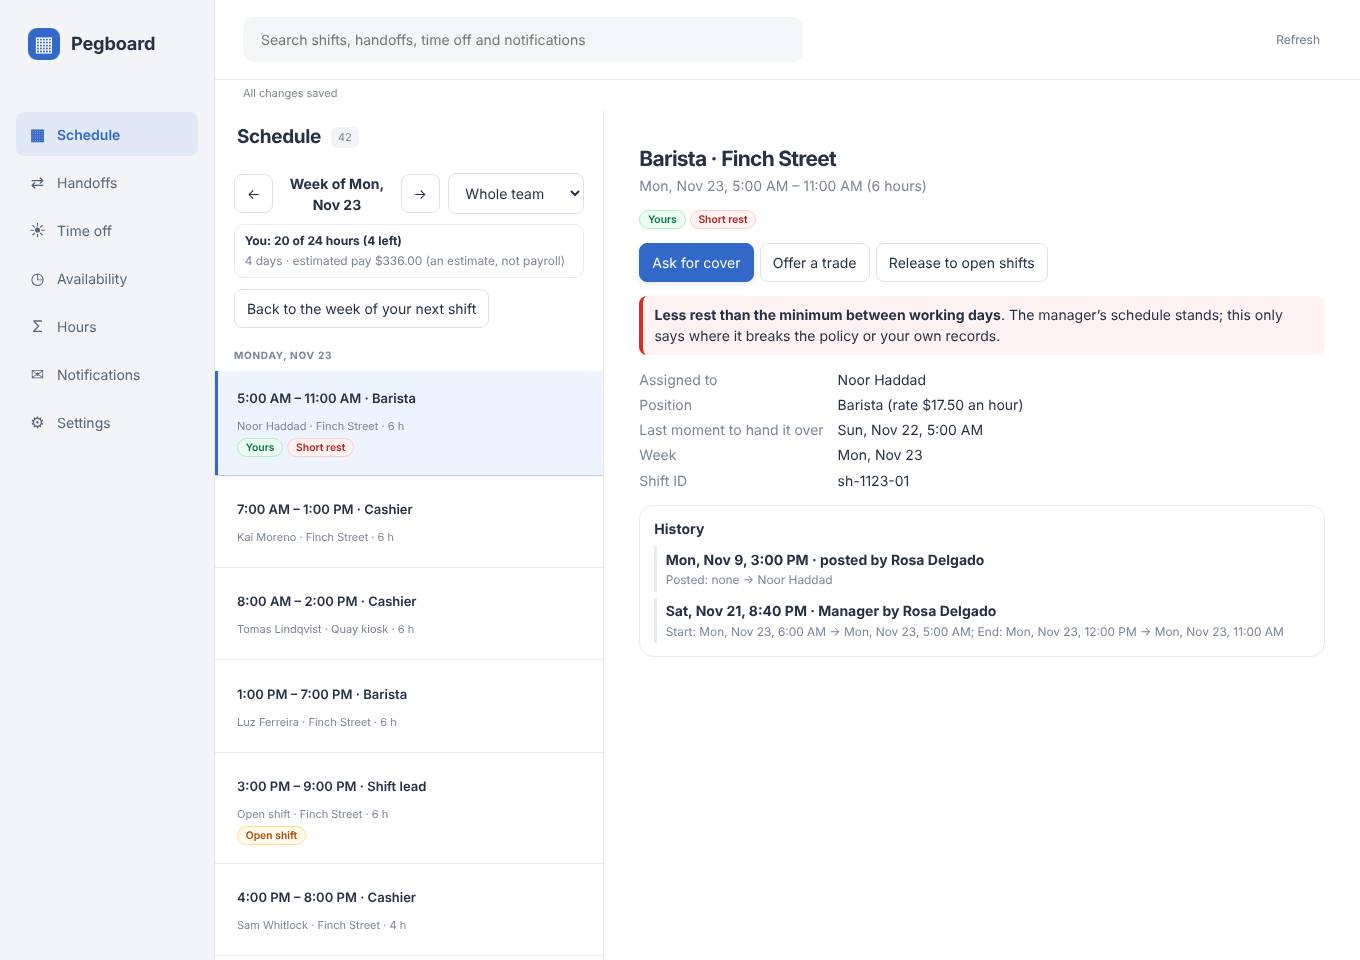 Pegboard
Schedule
Handoffs
Time off
Availability
Hours
Notifications
Settings
Search shifts, handoffs, time off and notifications
Refresh
All changes saved
Schedule 42
← Week of Mon, Nov 23 → Whole team
You: 20 of 24 hours (4 left)
4 days · estimated pay $336.00 (an estimate, not payroll)
Back to the week of your next shift
MONDAY, NOV 23
5:00 AM – 11:00 AM · Barista
Noor Haddad · Finch Street · 6 h
Yours Short rest
7:00 AM – 1:00 PM · Cashier
Kai Moreno · Finch Street · 6 h
8:00 AM – 2:00 PM · Cashier
Tomas Lindqvist · Quay kiosk · 6 h
1:00 PM – 7:00 PM · Barista
Luz Ferreira · Finch Street · 6 h
3:00 PM – 9:00 PM · Shift lead
Open shift · Finch Street · 6 h
Open shift
4:00 PM – 8:00 PM · Cashier
Sam Whitlock · Finch Street · 4 h
Barista · Finch Street
Mon, Nov 23, 5:00 AM – 11:00 AM (6 hours)
Yours Short rest
Ask for cover Offer a trade Release to open shifts
Less rest than the minimum between working days. The manager’s schedule stands; this only
says where it breaks the policy or your own records.
Assigned to Noor Haddad
Position Barista (rate $17.50 an hour)
Last moment to hand it over Sun, Nov 22, 5:00 AM
Week Mon, Nov 23
Shift ID sh-1123-01
History
Mon, Nov 9, 3:00 PM · posted by Rosa Delgado
Posted: none → Noor Haddad
Sat, Nov 21, 8:40 PM · Manager by Rosa Delgado
Start: Mon, Nov 23, 6:00 AM → Mon, Nov 23, 5:00 AM; End: Mon, Nov 23, 12:00 PM → Mon, Nov 23, 11:00 AM